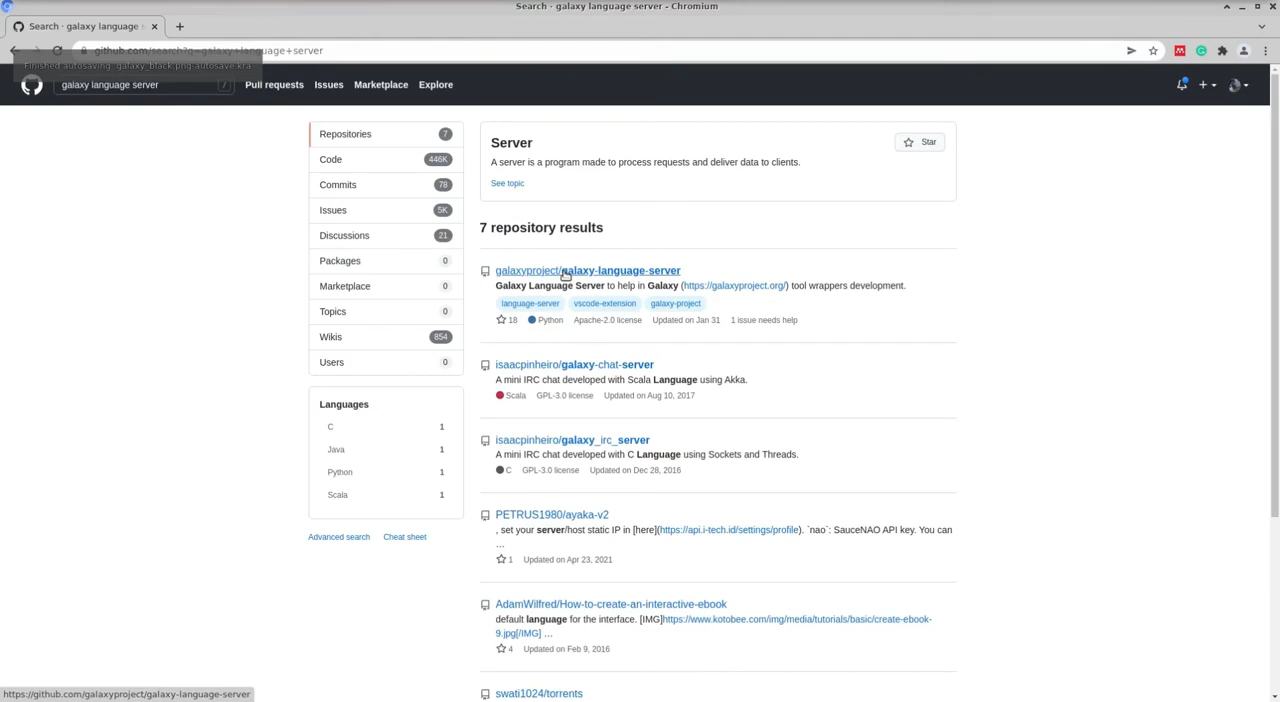 Search · galaxy language server - Chromium
Search · galaxy language
github.com/search?q=galaxy+language+server
Finished autosaving: galaxy_black.png-autosave.kra
galaxy language server
/
Pull requests
Issues
Marketplace
Explore
Repositories 7
Code 446K
Commits 78
Issues 5K
Discussions 21
Packages 0
Marketplace 0
Topics 0
Wikis 854
Users 0
Languages
C 1
Java 1
Python 1
Scala 1
Advanced search
Cheat sheet
Server
Star
A server is a program made to process requests and deliver data to clients.
See topic
7 repository results
galaxyproject/galaxy-language-server
Galaxy Language Server to help in Galaxy (https://galaxyproject.org/) tool wrappers development.
language-server vscode-extension galaxy-project
18 Python Apache-2.0 license Updated on Jan 31 1 issue needs help
isaacpinheiro/galaxy-chat-server
A mini IRC chat developed with Scala Language using Akka.
Scala GPL-3.0 license Updated on Aug 10, 2017
isaacpinheiro/galaxy_irc_server
A mini IRC chat developed with C Language using Sockets and Threads.
C GPL-3.0 license Updated on Dec 28, 2016
PETRUS1980/ayaka-v2
, set your server/host static IP in [here](https://api.i-tech.id/settings/profile). `nao`: SauceNAO API key. You can
…
1 Updated on Apr 23, 2021
AdamWilfred/How-to-create-an-interactive-ebook
default language for the interface. [IMG]https://www.kotobee.com/img/media/tutorials/basic/create-ebook-
9.jpg[/IMG] …
4 Updated on Feb 9, 2016
swati1024/torrents
https://github.com/galaxyproject/galaxy-language-server